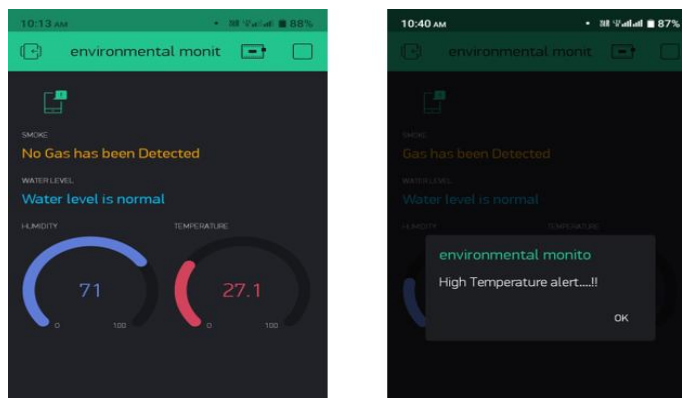 10:13 AM
88%
environmental monit
SMOKE
No Gas has been Detected
WATER LEVEL
Water level is normal
HUMIDITY
TEMPERATURE
71
27.1
0
100
0
100
10:40 AM
87%
environmental monit
SMOKE
Gas has been Detected
WATER LEVEL
Water level is normal
HUMIDITY
TEMPERATURE
environmental monito
High Temperature alert....!!
OK